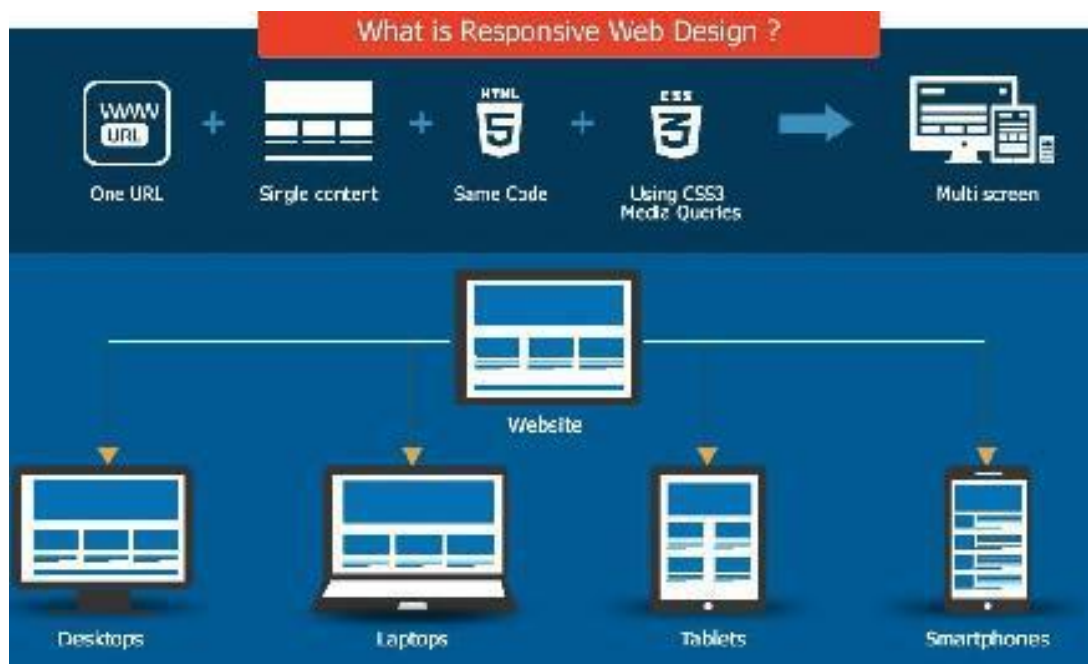 What is Responsive Web Design ?
WWW
URL
HTML
5
CSS
3
One URL
Single content
Same Code
Using CSS3
Media Queries
Multi screen
Website
Desktops
Laptops
Tablets
Smartphones